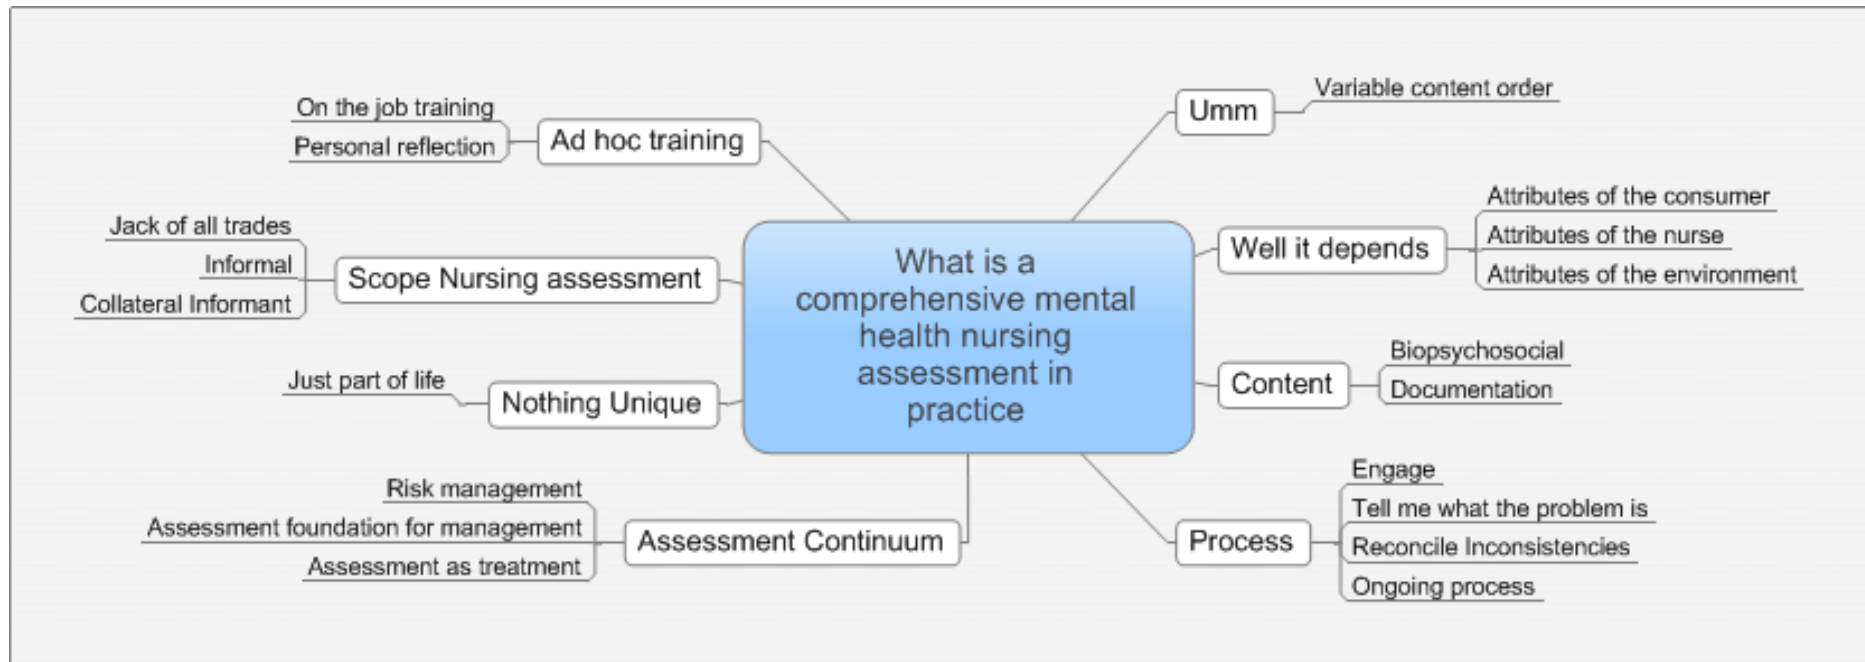 What is a
comprehensive mental
health nursing
assessment in
practice
Umm
Variable content order
Well it depends
Attributes of the consumer
Attributes of the nurse
Attributes of the environment
Content
Biopsychosocial
Documentation
Process
Engage
Tell me what the problem is
Reconcile Inconsistencies
Ongoing process
Ad hoc training
On the job training
Personal reflection
Scope Nursing assessment
Jack of all trades
Informal
Collateral Informant
Nothing Unique
Just part of life
Assessment Continuum
Risk management
Assessment foundation for management
Assessment as treatment